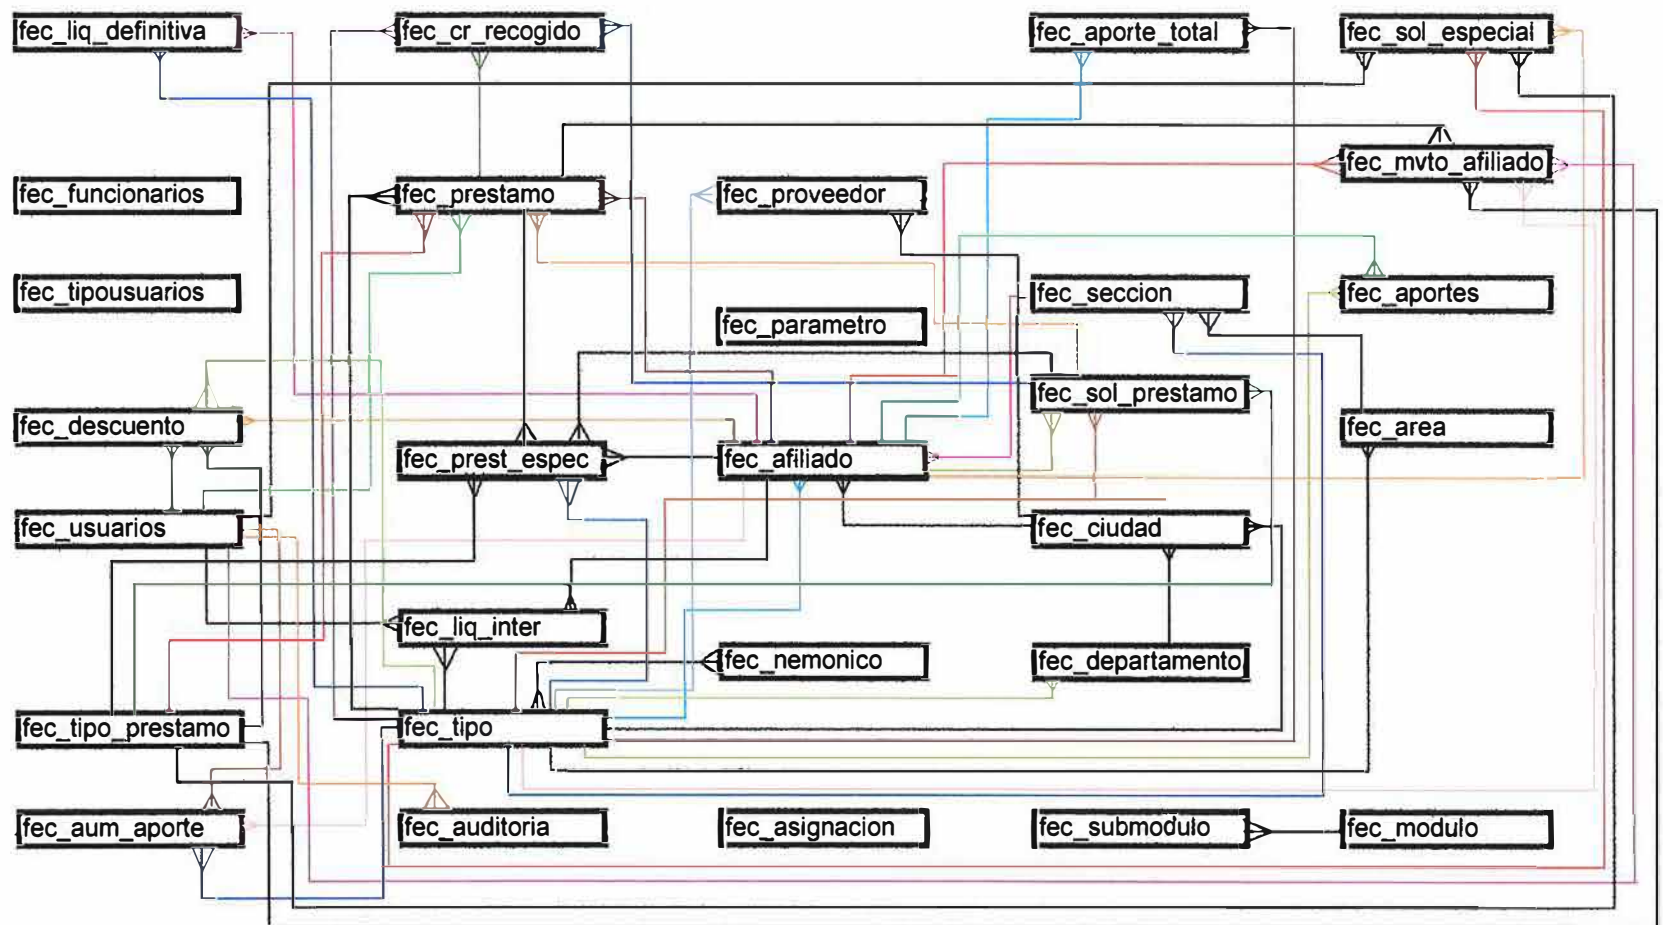 fec_liq_definitiva
fec_cr_recogido
fec_aporte_total
fec_sol_especial
fec_mvto_afiliado
fec_funcionarios
fec_prestamo
fec_proveedor
fec_tipousuarios
fec_seccion
fec_aportes
fec_parametro
fec_sol_prestamo
fec_descuento
fec_area
fec_prest_espec
fec_afiliado
fec_usuarios
fec_ciudad
fec_liq_inter
fec_nemonico
fec_departamento
fec_tipo_prestamo
fec_tipo
fec_aum_aporte
fec_auditoria
fec_asignacion
fec_submodulo
fec_modulo